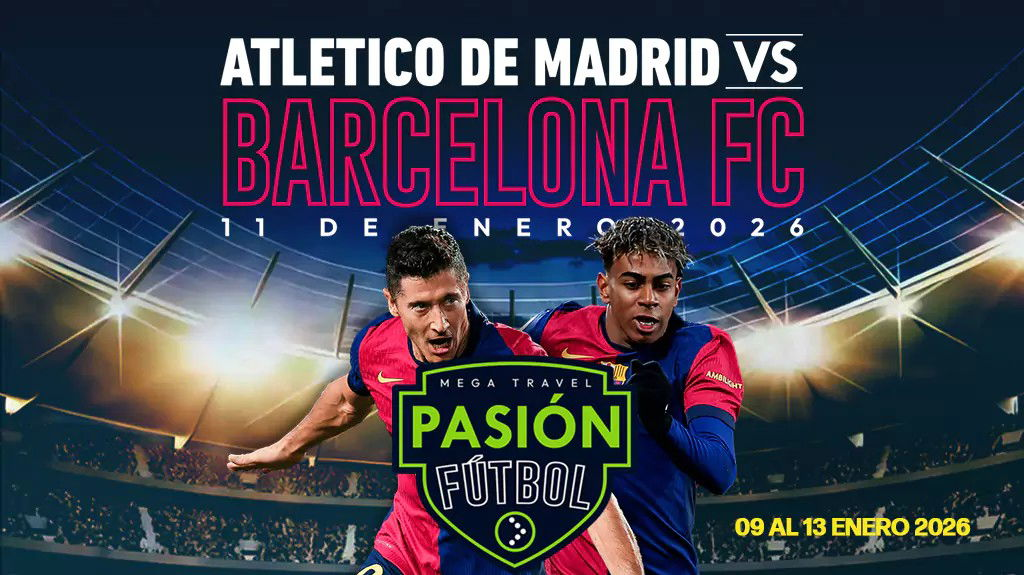 ATLETICO DE MADRID VS
BARCELONA FC
11 DE ENERO 2026
MEGA TRAVEL
PASIÓN
FÚTBOL
AMBILIGHT
09 AL 13 ENERO 2026